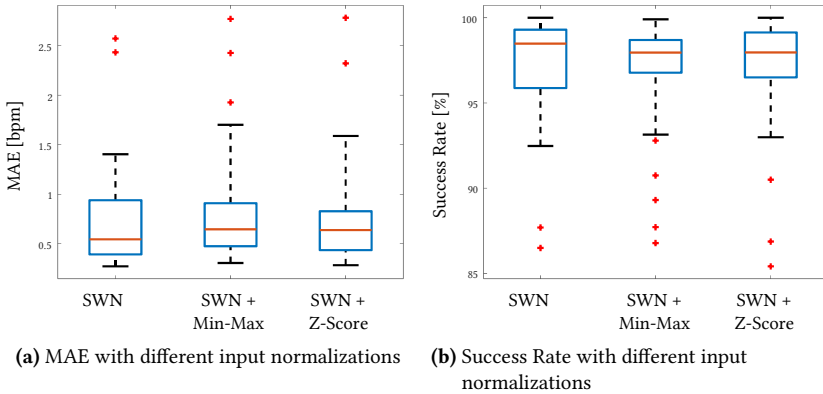 MAE [bpm]
2.5
2
1.5
1
0.5
SWN
SWN +
Min-Max
SWN +
Z-Score
(a) MAE with different input normalizations
Success Rate [%]
100
95
90
85
SWN
SWN +
Min-Max
SWN +
Z-Score
(b) Success Rate with different input
normalizations